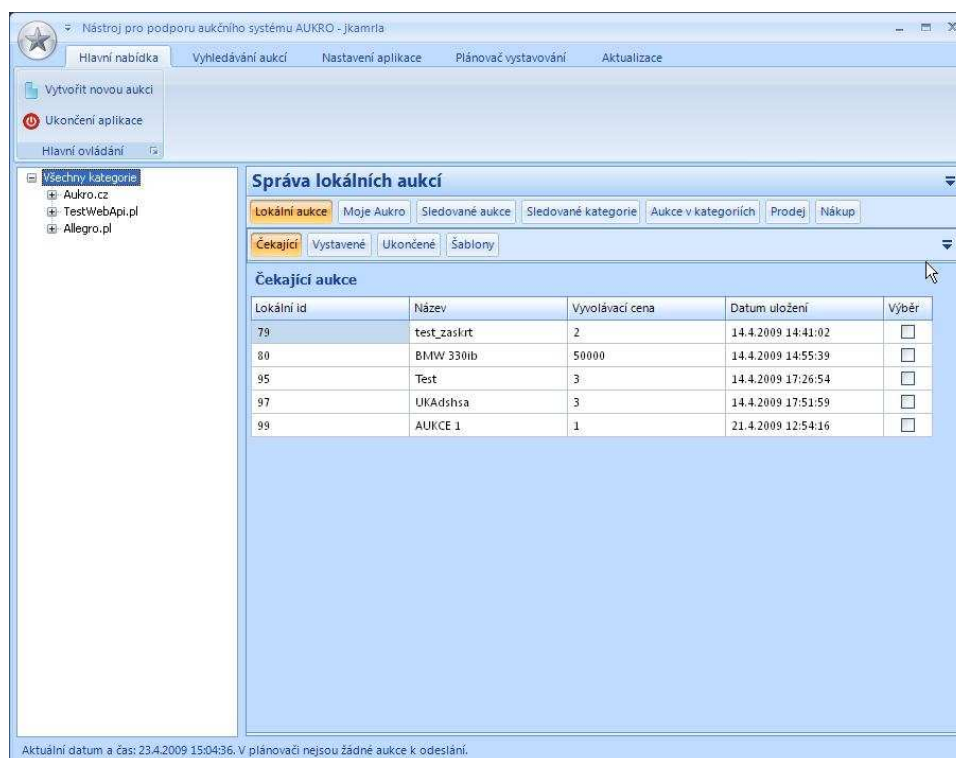 Nástroj pro podporu aukčního systému AUKRO - jkamrla
Hlavní nabídka Vyhledávání aukcí Nastavení aplikace Plánovač vystavování Aktualizace
Vytvořit novou aukci
Ukončení aplikace
Hlavní ovládání
Všechny kategorie
Aukro.cz
TestWebApi.pl
Allegro.pl
Správa lokálních aukcí
Lokální aukce Moje Aukro Sledované aukce Sledované kategorie Aukce v kategoriích Prodej Nákup
Čekající Vystavené Ukončené Šablony
Čekající aukce
Lokální id Název Vyvolávací cena Datum uložení Výběr
79 test_zaskrt 2 14.4.2009 14:41:02
80 BMW 330ib 50000 14.4.2009 14:55:39
95 Test 3 14.4.2009 17:26:54
97 UKAdshsa 3 14.4.2009 17:51:59
99 AUKCE 1 1 21.4.2009 12:54:16
Aktuální datum a čas: 23.4.2009 15:04:36. V plánovači nejsou žádné aukce k odeslání.